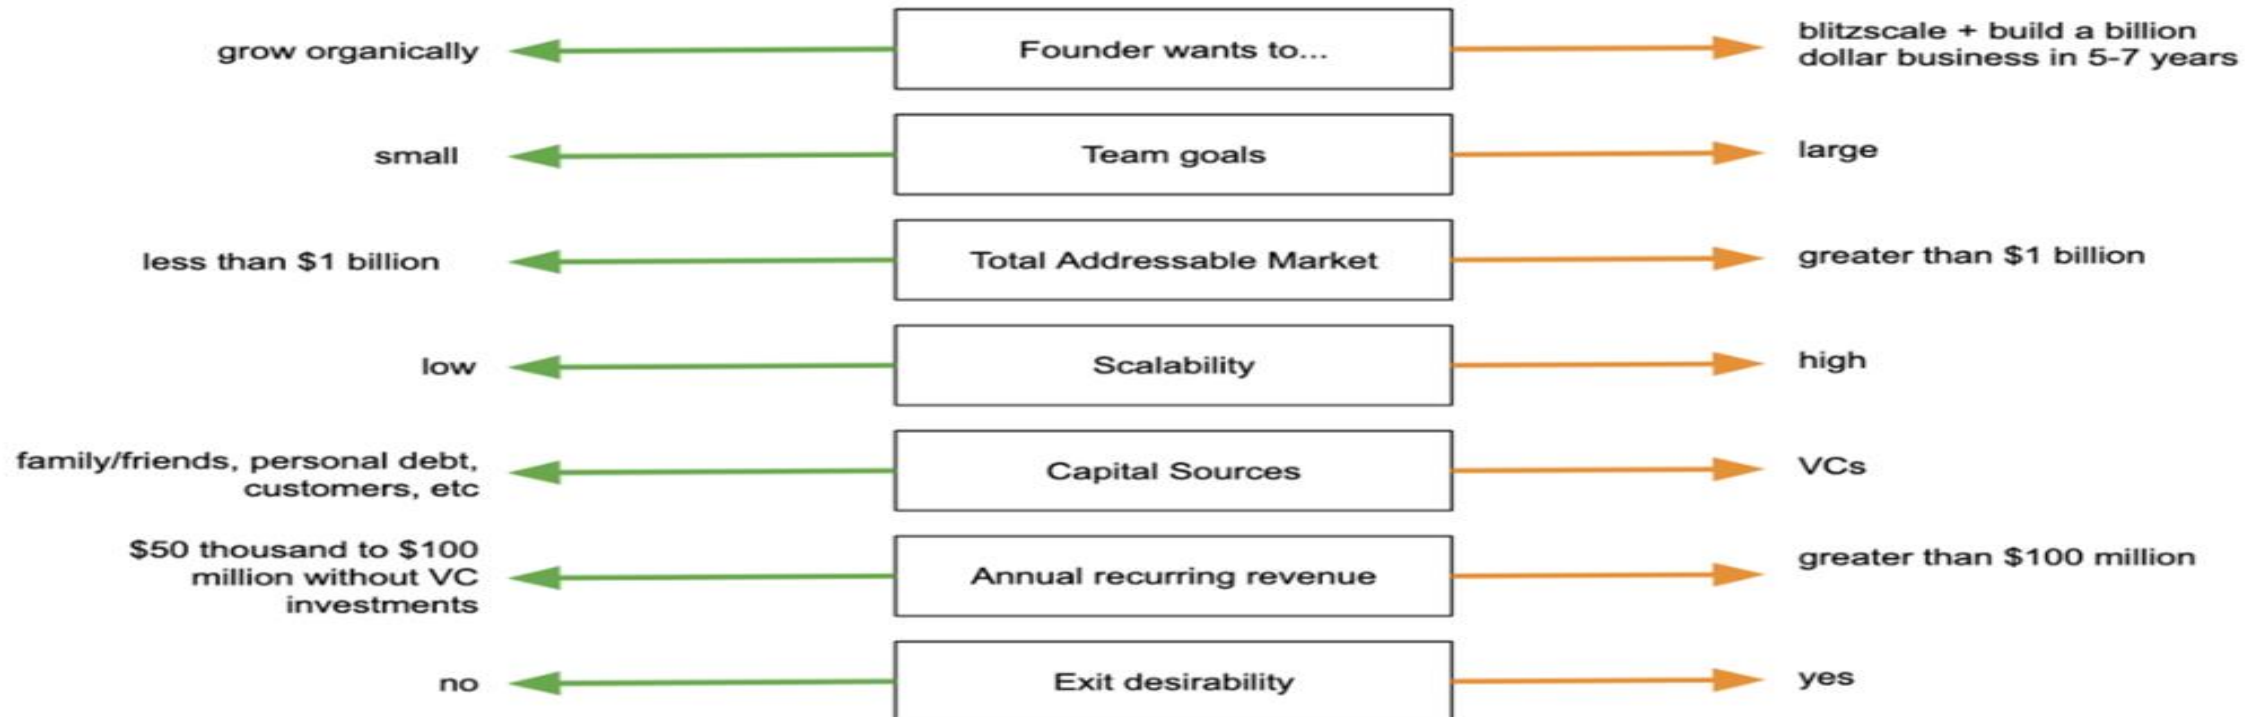 grow organically
Founder wants to...
blitzscale + build a billion
dollar business in 5-7 years
small
Team goals
large
less than $1 billion
Total Addressable Market
greater than $1 billion
low
Scalability
high
family/friends, personal debt,
customers, etc
Capital Sources
VCs
$50 thousand to $100
million without VC
investments
Annual recurring revenue
greater than $100 million
no
Exit desirability
yes